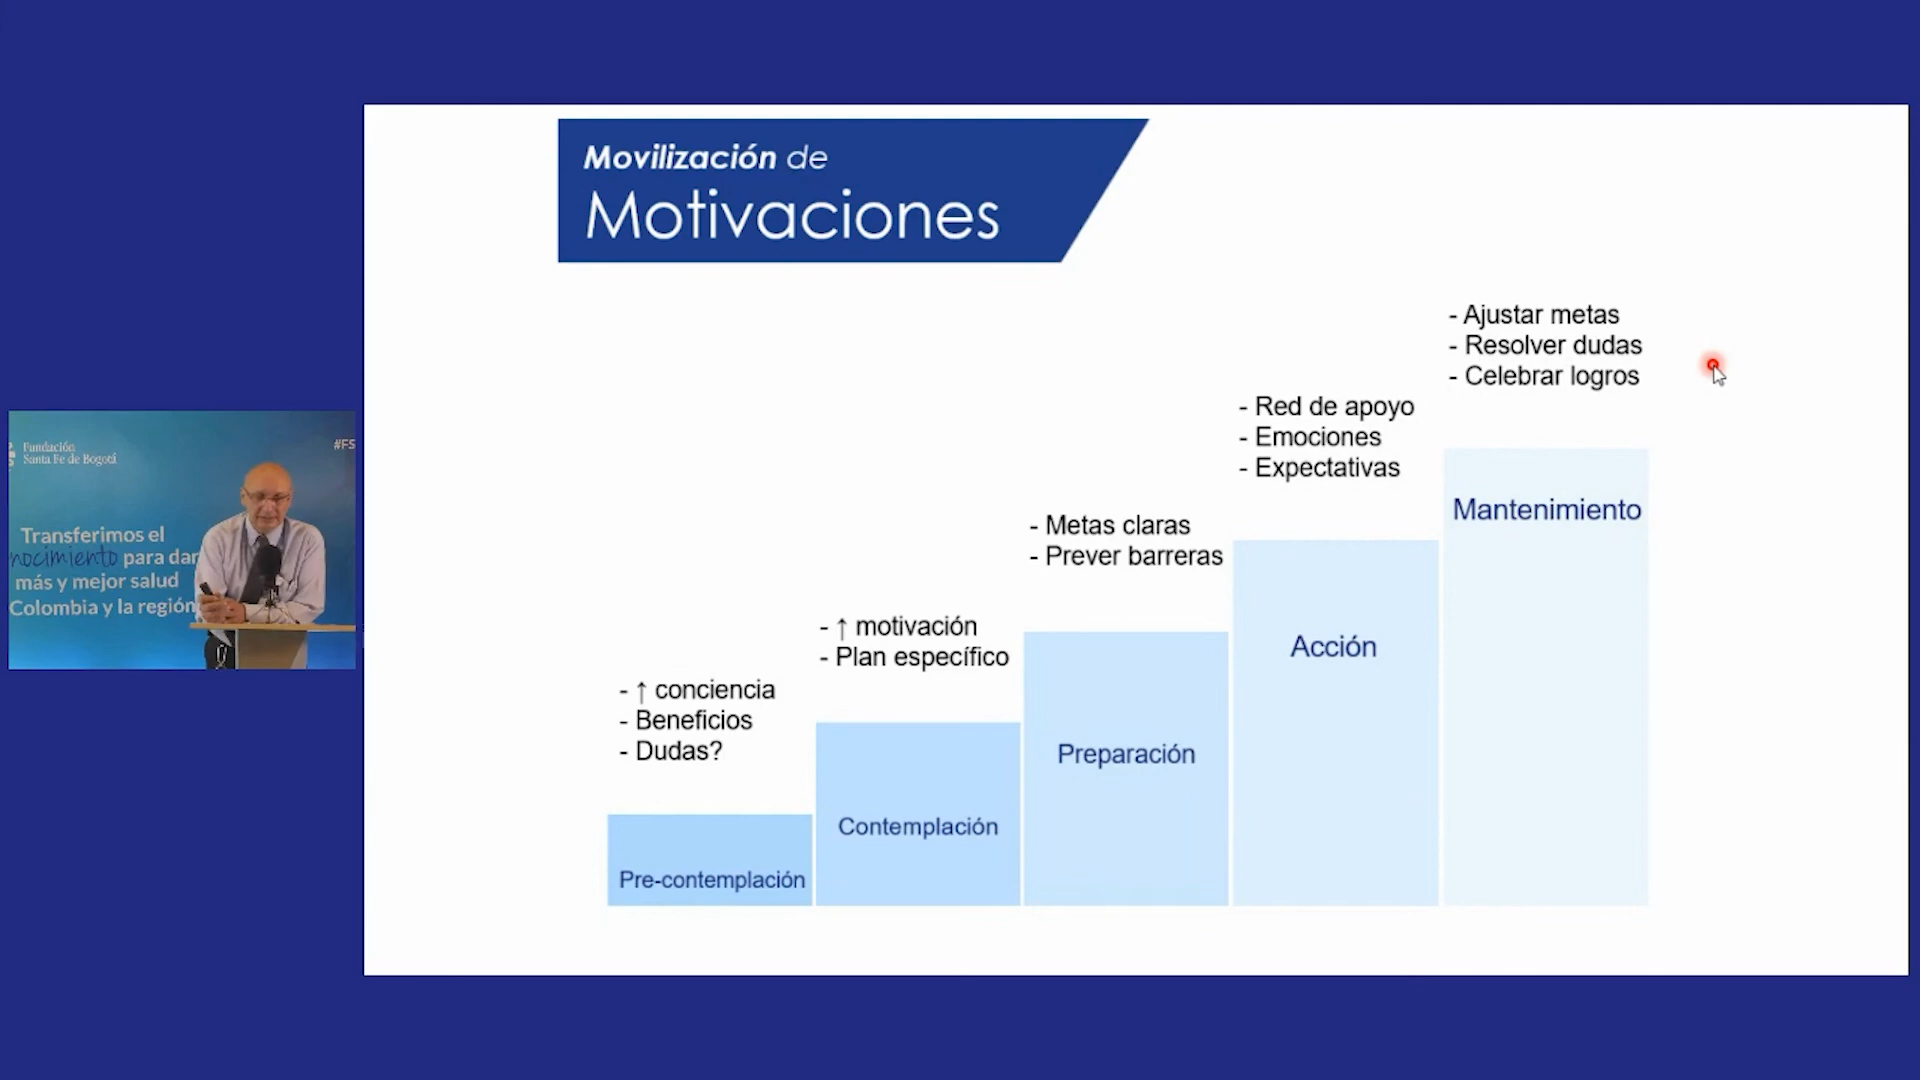 Movilización de
Motivaciones
- Ajustar metas
- Resolver dudas
- Celebrar logros
- Red de apoyo
- Emociones
- Expectativas
Mantenimiento
- Metas claras
- Prever barreras
Acción
- ↑ motivación
- Plan específico
Preparación
- ↑ conciencia
- Beneficios
- Dudas?
Contemplación
Pre-contemplación
Fundación
Santa Fe de Bogotá
#FS
Transferimos el
nocimiento para dar
más y mejor salud
Colombia y la región